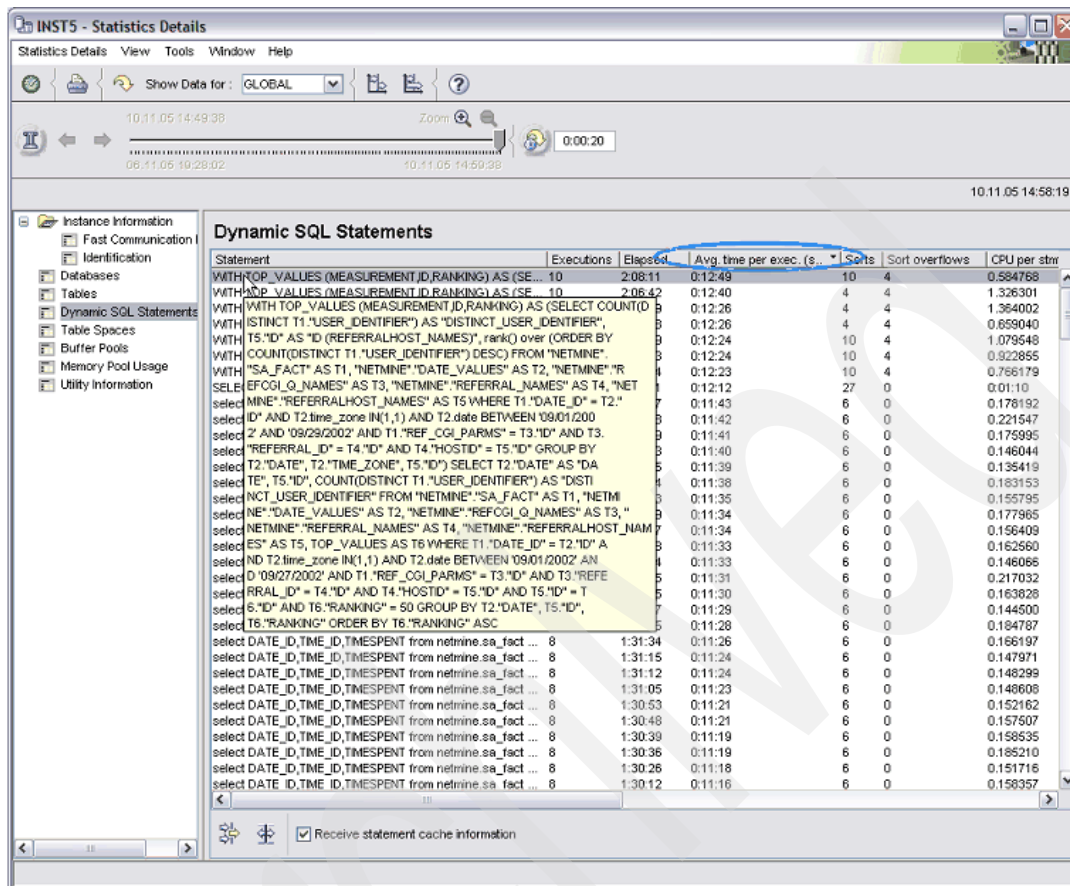 INST5 - Statistics Details
Statistics Details View Tools Window Help
Show Data for : GLOBAL
10.11.05 14:49:38 Zoom
0:00:20
06.11.05 19:28:02 10.11.05 14:59:38
10.11.05 14:58:19
Instance Information
Fast Communication
Identification
Databases
Tables
Dynamic SQL Statements
Table Spaces
Buffer Pools
Memory Pool Usage
Utility Information
Dynamic SQL Statements
Statement Executions Elapsed Avg. time per exec. (s... Sorts Sort overflows CPU per stm
WITH TOP_VALUES (MEASUREMENT,ID,RANKING) AS (SE... 10 2:08:11 0:12:49 10 4 0.584768
WITH TOP_VALUES (MEASUREMENT,ID,RANKING) AS (SE... 10 2:06:42 0:12:40 4 4 1.326301
WITH 0:12:26 4 4 1.364002
WITH 0:12:26 4 4 0.659040
WITH 0:12:24 10 4 1.079548
WITH 0:12:24 10 4 0.922855
WITH 0:12:23 10 4 0.766179
SELE 0:12:12 27 0 0:01:10
selec 0:11:43 6 0 0.178192
selec 0:11:42 6 0 0.221547
selec 0:11:41 6 0 0.175995
selec 0:11:40 6 0 0.146044
selec 0:11:39 6 0 0.135419
selec 0:11:38 6 0 0.183153
selec 0:11:35 6 0 0.155795
selec 0:11:34 6 0 0.177965
selec 0:11:34 6 0 0.156409
selec 0:11:33 6 0 0.162560
selec 0:11:33 6 0 0.146066
selec 0:11:31 6 0 0.217032
selec 0:11:30 6 0 0.163828
selec 0:11:29 6 0 0.144500
selec 0:11:28 6 0 0.184787
WITH TOP_VALUES (MEASUREMENT,ID,RANKING) AS (SELECT COUNT(D
ISTINCT T1."USER_IDENTIFIER") AS "DISTINCT_USER_IDENTIFIER",
T5."ID" AS "ID (REFERRALHOST_NAMES)", rank() over (ORDER BY
COUNT(DISTINCT T1."USER_IDENTIFIER") DESC) FROM "NETMINE".
"SA_FACT" AS T1, "NETMINE"."DATE_VALUES" AS T2, "NETMINE"."R
EFCGI_Q_NAMES" AS T3, "NETMINE"."REFERRAL_NAMES" AS T4, "NET
MINE"."REFERRALHOST_NAMES" AS T5 WHERE T1."DATE_ID" = T2."
ID" AND T2.time_zone IN(1,1) AND T2.date BETWEEN '09/01/200
2' AND '09/29/2002' AND T1."REF_CGI_PARMS" = T3."ID" AND T3.
"REFERRAL_ID" = T4."ID" AND T4."HOSTID" = T5."ID" GROUP BY
T2."DATE", T2."TIME_ZONE", T5."ID") SELECT T2."DATE" AS "DA
TE", T5."ID", COUNT(DISTINCT T1."USER_IDENTIFIER") AS "DISTI
NCT_USER_IDENTIFIER" FROM "NETMINE"."SA_FACT" AS T1, "NETMI
NE"."DATE_VALUES" AS T2, "NETMINE"."REFCGI_Q_NAMES" AS T3, "
NETMINE"."REFERRAL_NAMES" AS T4, "NETMINE"."REFERRALHOST_NAM
ES" AS T5, TOP_VALUES AS T6 WHERE T1."DATE_ID" = T2."ID" A
ND T2.time_zone IN(1,1) AND T2.date BETWEEN '09/01/2002' AN
D '09/27/2002' AND T1."REF_CGI_PARMS" = T3."ID" AND T3."REFE
RRAL_ID" = T4."ID" AND T4."HOSTID" = T5."ID" AND T5."ID" = T
6."ID" AND T6."RANKING" = 50 GROUP BY T2."DATE", T5."ID",
T6."RANKING" ORDER BY T6."RANKING" ASC
select DATE_ID,TIME_ID,TIMESPENT from netmine.sa_fact ... 8 1:31:34 0:11:26 6 0 0.166197
select DATE_ID,TIME_ID,TIMESPENT from netmine.sa_fact ... 8 1:31:15 0:11:24 6 0 0.147971
select DATE_ID,TIME_ID,TIMESPENT from netmine.sa_fact ... 8 1:31:12 0:11:24 6 0 0.148299
select DATE_ID,TIME_ID,TIMESPENT from netmine.sa_fact ... 8 1:31:05 0:11:23 6 0 0.148608
select DATE_ID,TIME_ID,TIMESPENT from netmine.sa_fact ... 8 1:30:53 0:11:21 6 0 0.152162
select DATE_ID,TIME_ID,TIMESPENT from netmine.sa_fact ... 8 1:30:48 0:11:21 6 0 0.157507
select DATE_ID,TIME_ID,TIMESPENT from netmine.sa_fact ... 8 1:30:39 0:11:19 6 0 0.158535
select DATE_ID,TIME_ID,TIMESPENT from netmine.sa_fact ... 8 1:30:36 0:11:19 6 0 0.185210
select DATE_ID,TIME_ID,TIMESPENT from netmine.sa_fact ... 8 1:30:26 0:11:18 6 0 0.151716
select DATE_ID,TIME_ID,TIMESPENT from netmine.sa_fact ... 8 1:30:12 0:11:16 6 0 0.158357
Receive statement cache information